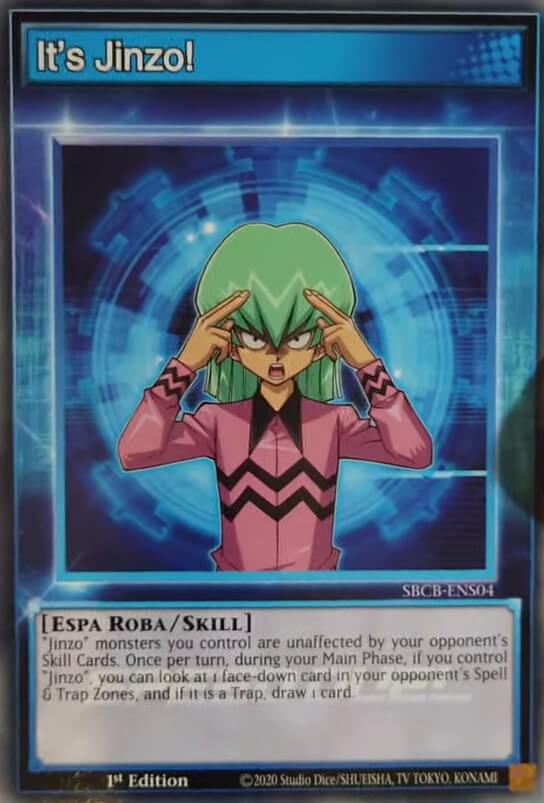 It's Jinzo!
SBCB-ENS04
[ESPA ROBA/SKILL]
"Jinzo" monsters you control are unaffected by your opponent's
Skill Cards. Once per turn, during your Main Phase, if you control
"Jinzo", you can look at 1 face-down card in your opponent's Spell
& Trap Zones, and if it is a Trap, draw 1 card.
1st Edition
©2020 Studio Dice/SHUEISHA, TV TOKYO, KONAMI